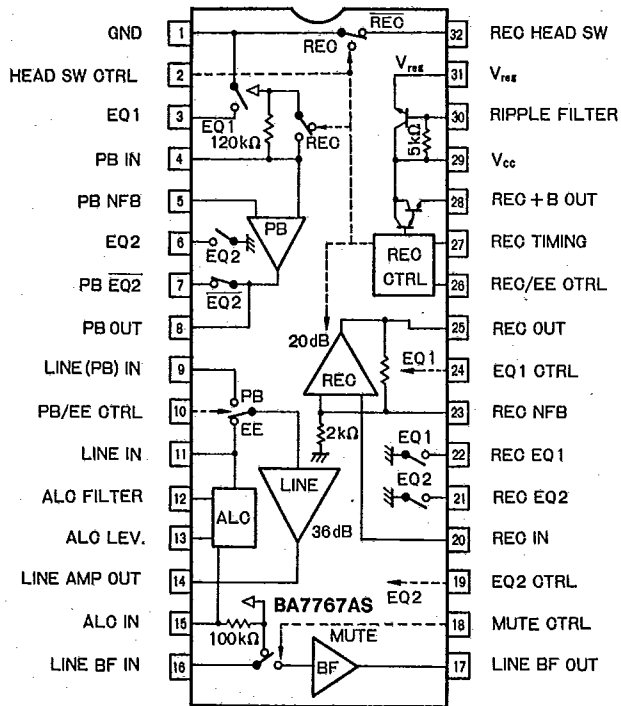 GND 1 REC REC 32 REC HEAD SW
HEAD SW CTRL 2 Vreg 31 Vreg
EQ1 3 EQ1 120kΩ REC 5kΩ 30 RIPPLE FILTER
PB IN 4 29 Vcc
PB NFB 5 PB 28 REC +B OUT
EQ2 6 EQ2 REC CTRL 27 REC TIMING
PB EQ2 7 EQ2 26 REC/EE CTRL
PB OUT 8 20dB 25 REC OUT
LINE(PB) IN 9 PB REC EQ1 24 EQ1 CTRL
PB/EE CTRL 10 EE 2kΩ 23 REC NFB
LINE IN 11 EQ1 22 REC EQ1
ALC FILTER 12 ALC LINE EQ2 21 REC EQ2
ALC LEV. 13 36dB 20 REC IN
LINE AMP OUT 14 EQ2 19 EQ2 CTRL
BA7767AS
ALC IN 15 100kΩ MUTE 18 MUTE CTRL
LINE BF IN 16 BF 17 LINE BF OUT